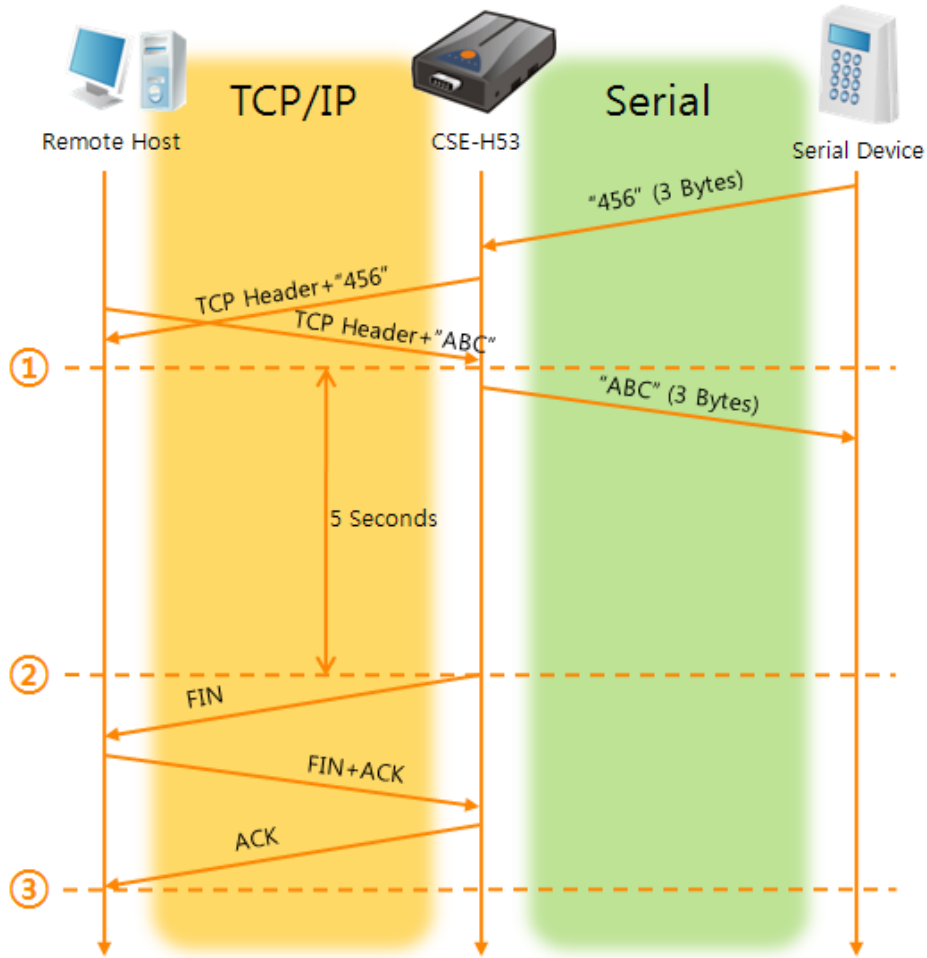 TCP/IP
Serial
Remote Host
CSE-H53
Serial Device
"456" (3 Bytes)
TCP Header+"456"
TCP Header+"ABC"
①
"ABC" (3 Bytes)
5 Seconds
②
FIN
FIN+ACK
ACK
③